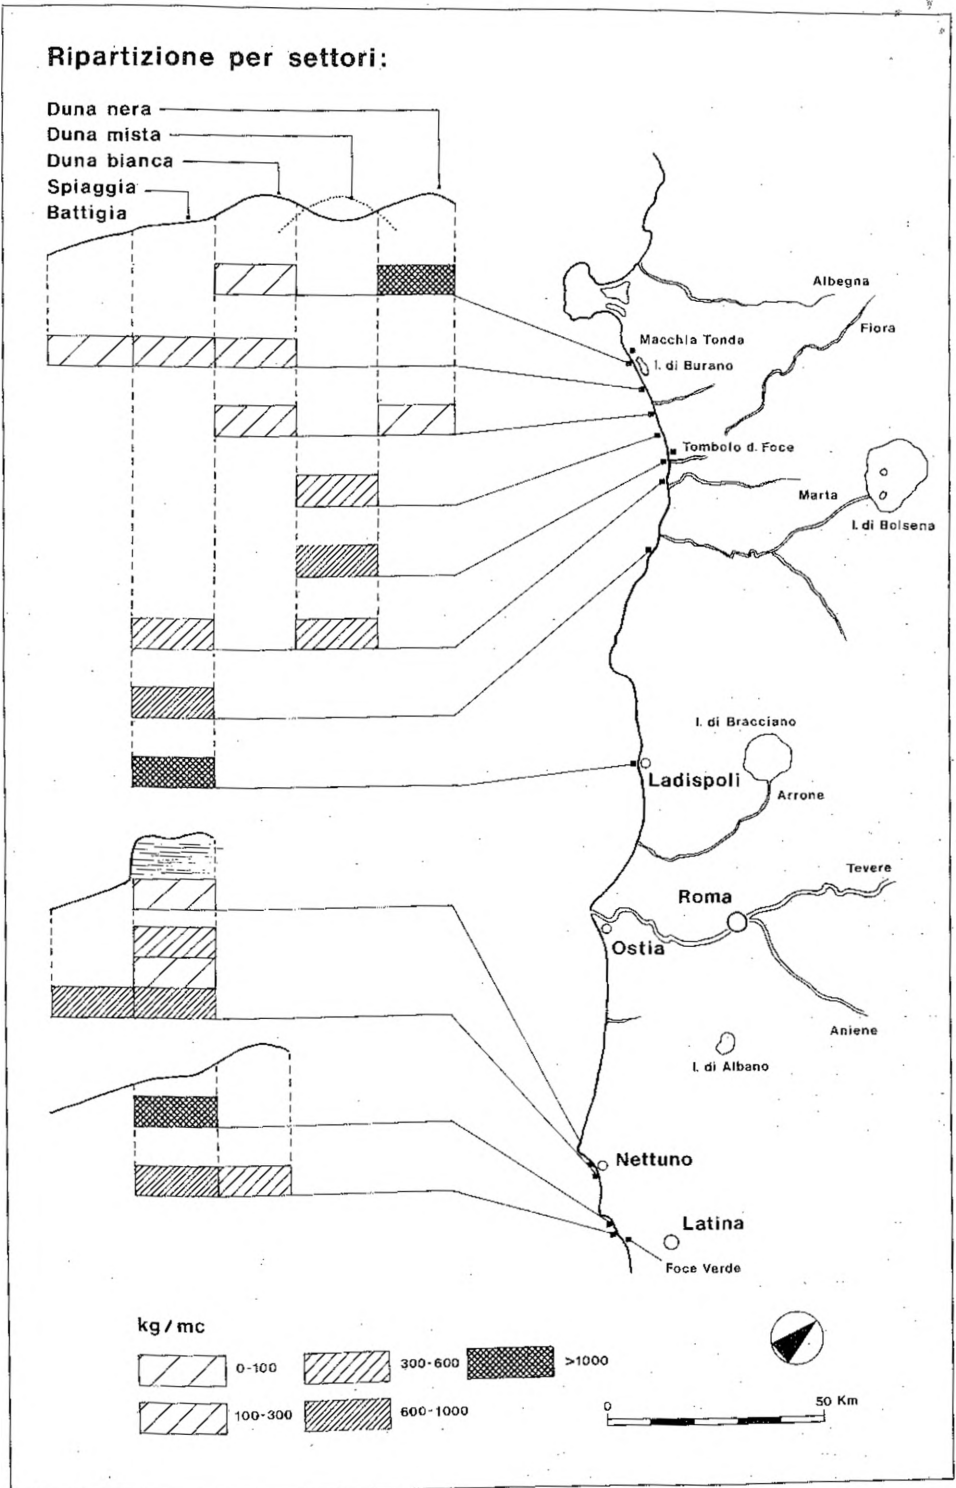 Ripartizione per settori:
Duna nera
Duna mista
Duna bianca
Spiaggia
Battigia
Albegna
Fiora
Macchia Tonda
l. di Burano
Tombolo d. Foce
Marta
l. di Bolsena
l. di Bracciano
Ladispoli
Arrone
Tevere
Roma
Ostia
Aniene
l. di Albano
Nettuno
Latina
Foce Verde
kg/mc
0-100
300-600
>1000
100-300
600-1000
0
50 Km